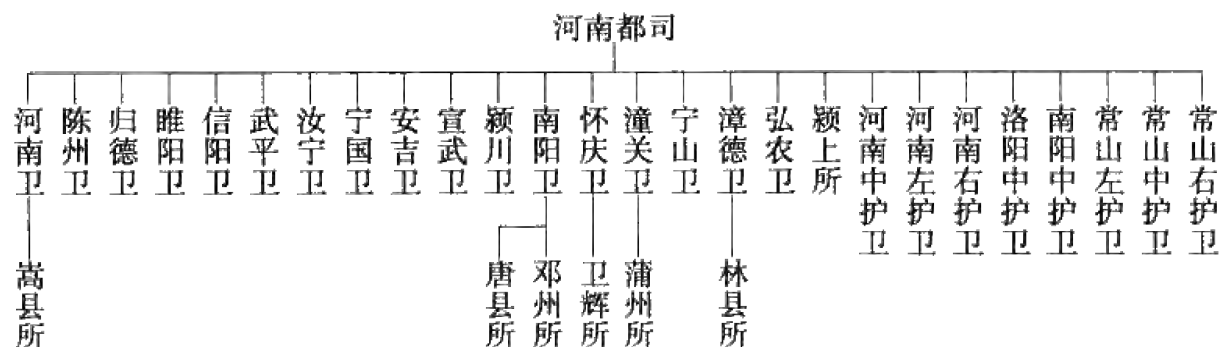 河南都司
河南卫
陈州卫
归德卫
睢阳卫
信阳卫
武平卫
汝宁卫
宁国卫
安吉卫
宣武卫
颍川卫
南阳卫
怀庆卫
潼关卫
宁山卫
漳德卫
弘农卫
颍上所
河南中护卫
河南左护卫
河南右护卫
洛阳中护卫
南阳中护卫
常山左护卫
常山中护卫
常山右护卫
嵩县所
唐县所
邓州所
卫辉所
蒲州所
林县所